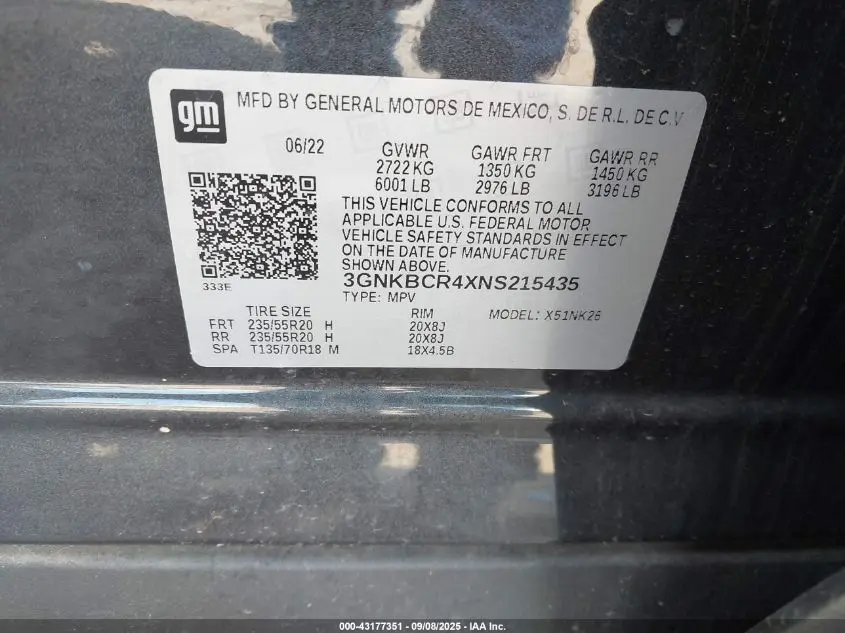 gm
MFD BY GENERAL MOTORS DE MEXICO, S. DE R.L. DE C.V
06/22
GVWR GAWR FRT GAWR RR
2722 KG 1350 KG 1450 KG
6001 LB 2976 LB 3196 LB
THIS VEHICLE CONFORMS TO ALL
APPLICABLE U.S. FEDERAL MOTOR
VEHICLE SAFETY STANDARDS IN EFFECT
ON THE DATE OF MANUFACTURE
SHOWN ABOVE.
333E
3GNKBCR4XNS215435
TYPE: MPV
TIRE SIZE RIM MODEL: X51NK26
FRT 235/55R20 H 20X8J
RR 235/55R20 H 20X8J
SPA T135/70R18 M 18X4.5B
000-43177351 - 09/08/2025 - IAA Inc.